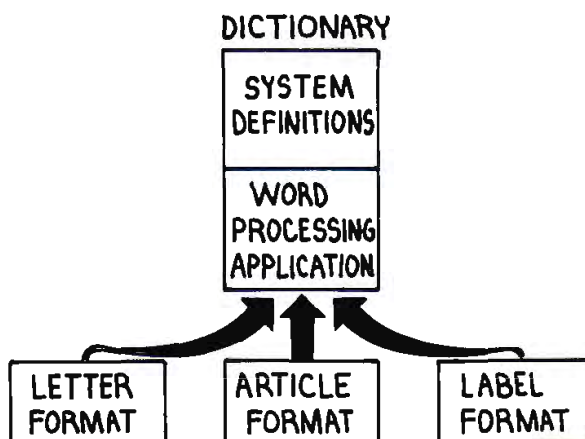 DICTIONARY
SYSTEM
DEFINITIONS
WORD
PROCESSING
APPLICATION
LETTER
FORMAT
ARTICLE
FORMAT
LABEL
FORMAT